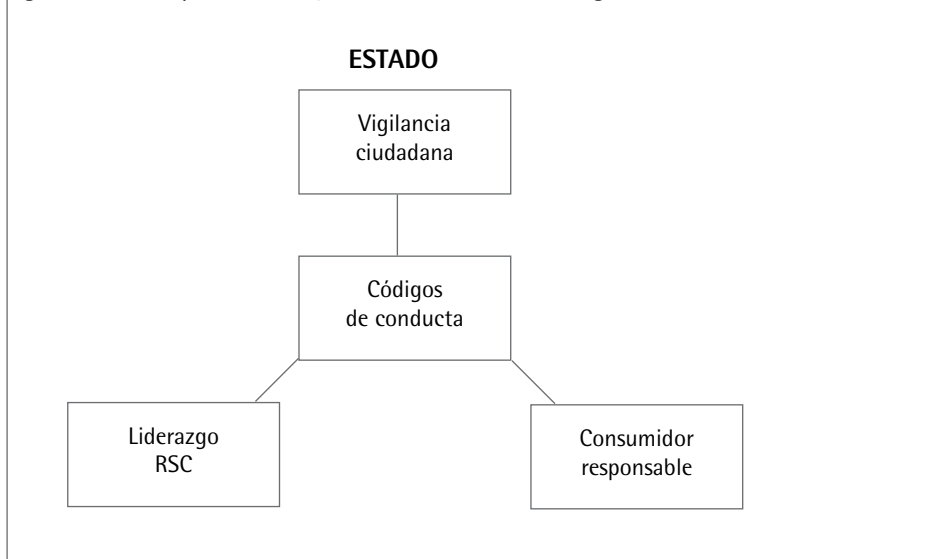 ESTADO
Vigilancia
ciudadana
Códigos
de conducta
Liderazgo
RSC
Consumidor
responsable